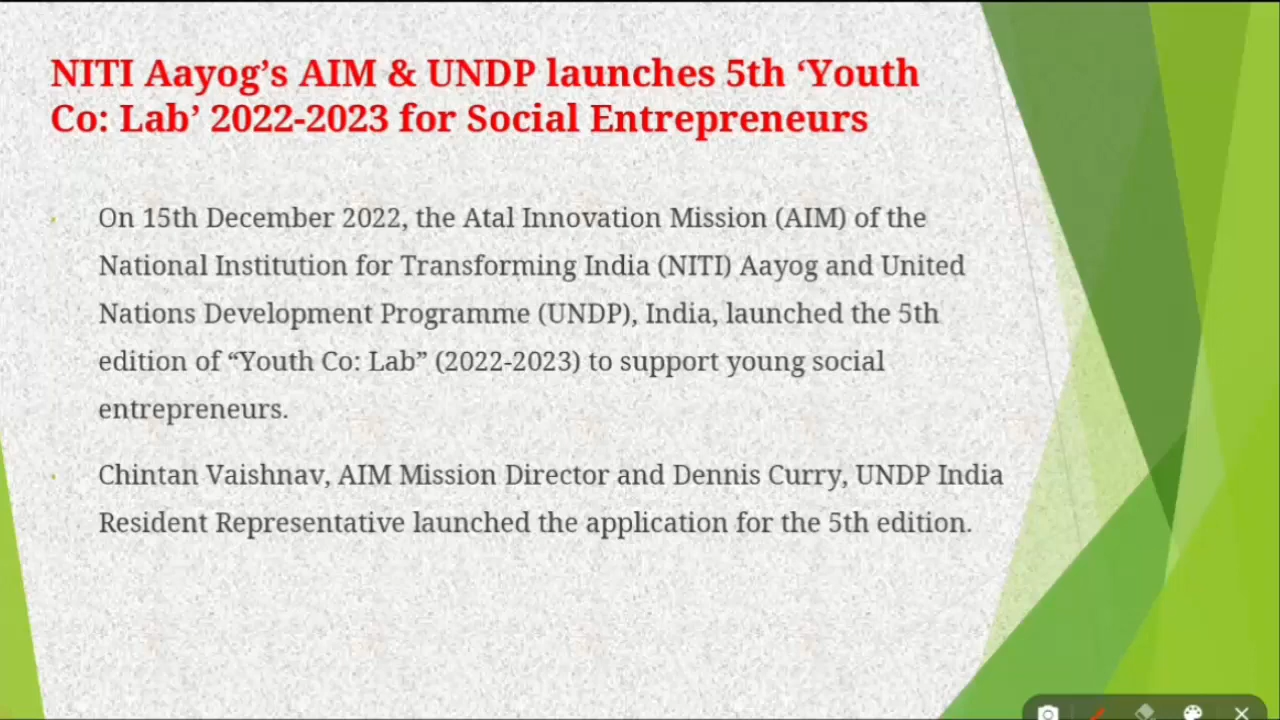 NITI Aayog’s AIM & UNDP launches 5th ‘Youth
Co: Lab’ 2022-2023 for Social Entrepreneurs
On 15th December 2022, the Atal Innovation Mission (AIM) of the
National Institution for Transforming India (NITI) Aayog and United
Nations Development Programme (UNDP), India, launched the 5th
edition of “Youth Co: Lab” (2022-2023) to support young social
entrepreneurs.
Chintan Vaishnav, AIM Mission Director and Dennis Curry, UNDP India
Resident Representative launched the application for the 5th edition.